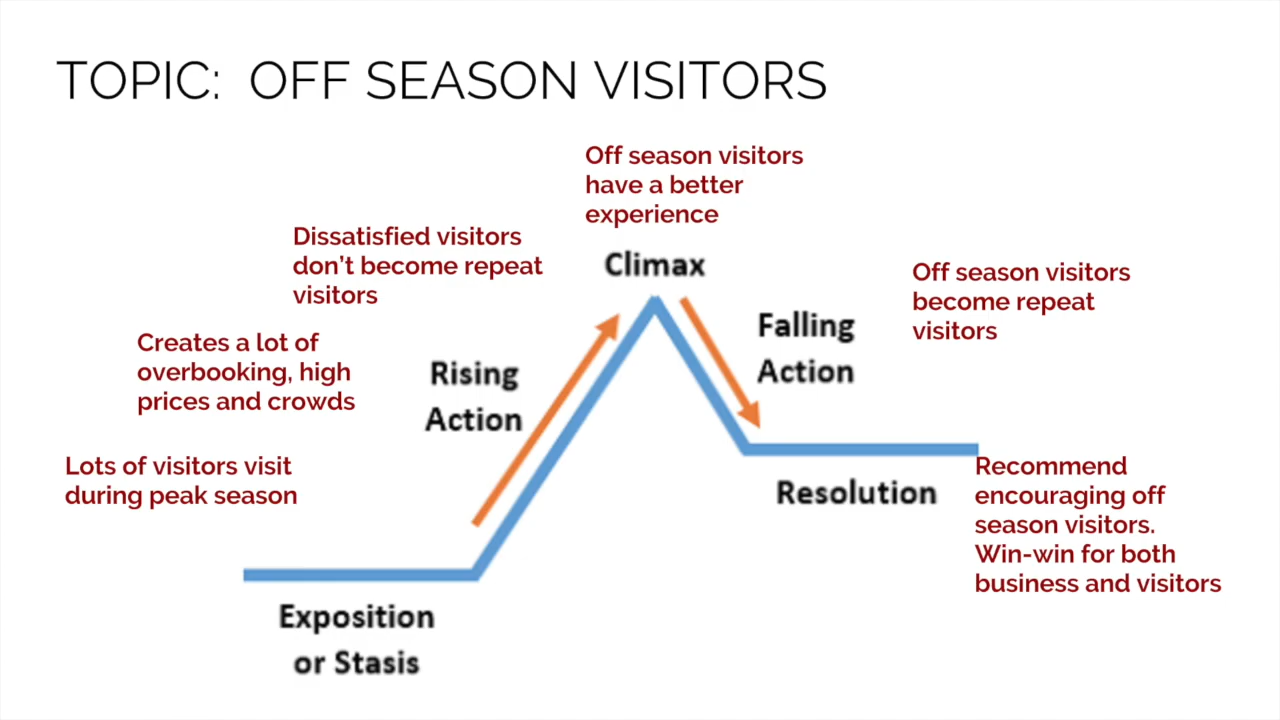 TOPIC: OFF SEASON VISITORS
Off season visitors
have a better
experience
Climax
Dissatisfied visitors
don't become repeat
visitors
Off season visitors
become repeat
visitors
Falling
Action
Creates a lot of
overbooking, high
prices and crowds
Rising
Action
Lots of visitors visit
during peak season
Resolution
Recommend
encouraging off
season visitors.
Win-win for both
business and visitors
Exposition
or Stasis